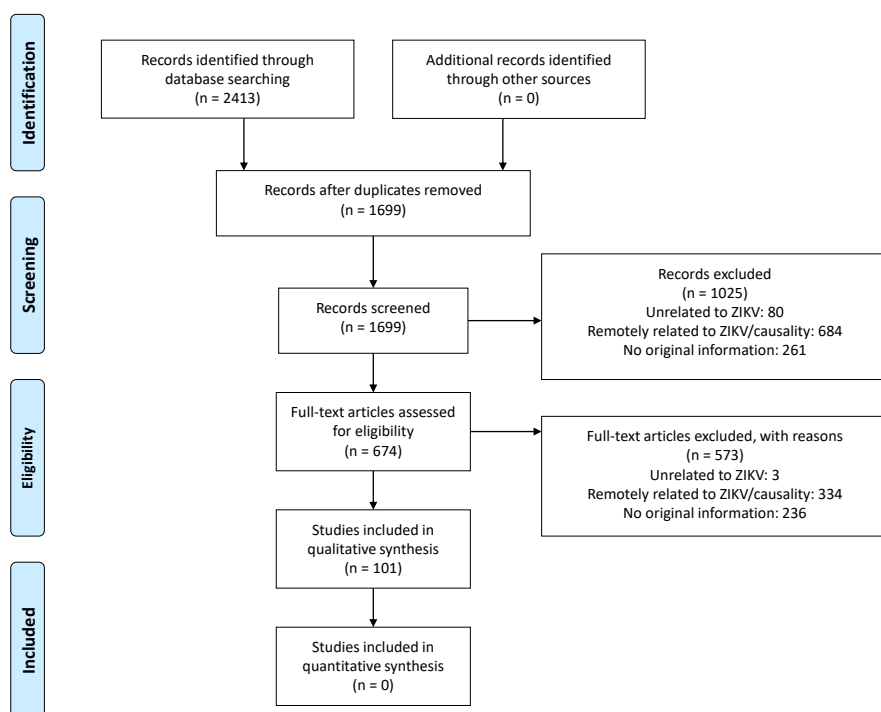 Identification
Records identified through
database searching
(n = 2413)
Additional records identified
through other sources
(n = 0)
Records after duplicates removed
(n = 1699)
Screening
Records screened
(n = 1699)
Records excluded
(n = 1025)
Unrelated to ZIKV: 80
Remotely related to ZIKV/causality: 684
No original information: 261
Eligibility
Full-text articles assessed
for eligibility
(n = 674)
Full-text articles excluded, with reasons
(n = 573)
Unrelated to ZIKV: 3
Remotely related to ZIKV/causality: 334
No original information: 236
Studies included in
qualitative synthesis
(n = 101)
Included
Studies included in
quantitative synthesis
(n = 0)